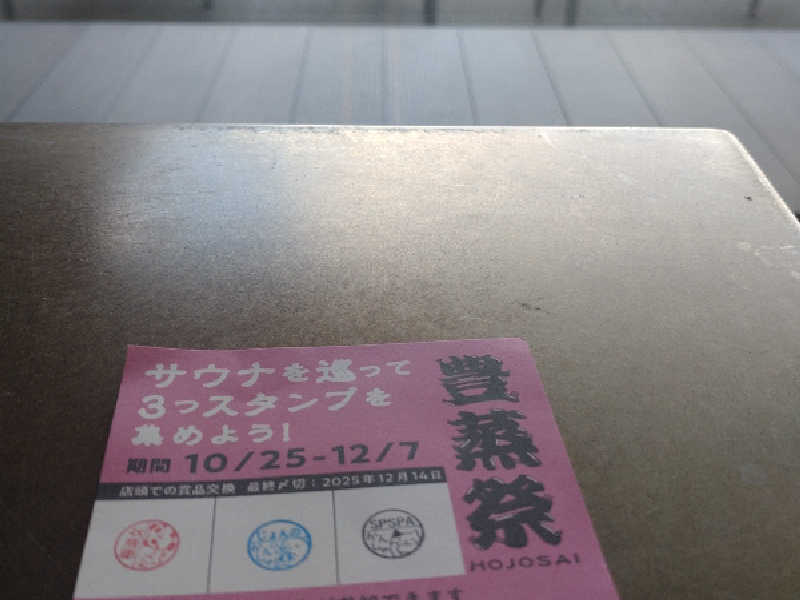 サウナを巡って
3つスタンプを
集めよう!
期間 10/25-12/7
店頭での賞品交換 最終〆切:2025年12月14日
豊蒸祭
HOJOSAI
SPSPA